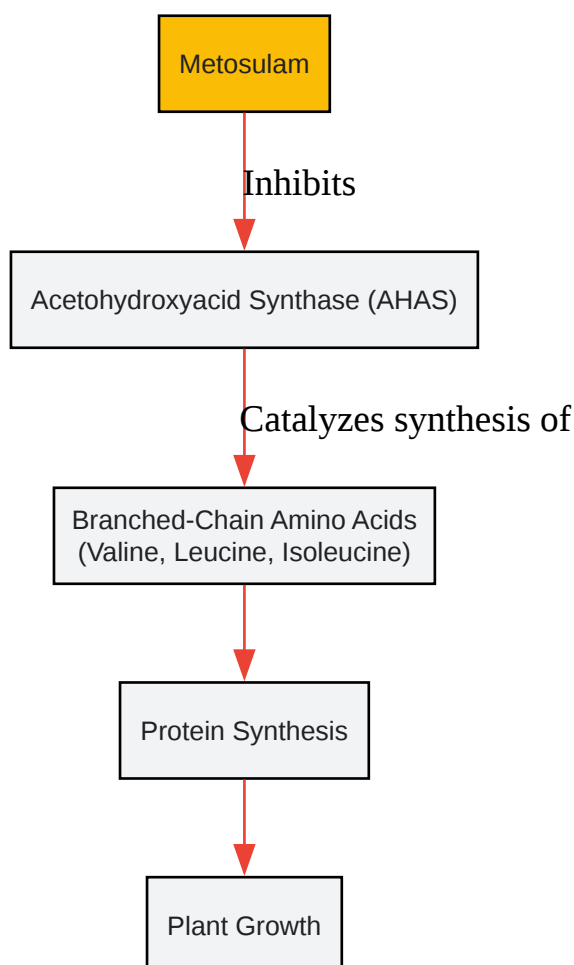 Metosulam
Inhibits
Acetohydroxyacid Synthase (AHAS)
Catalyzes synthesis of
Branched-Chain Amino Acids
(Valine, Leucine, Isoleucine)
Protein Synthesis
Plant Growth